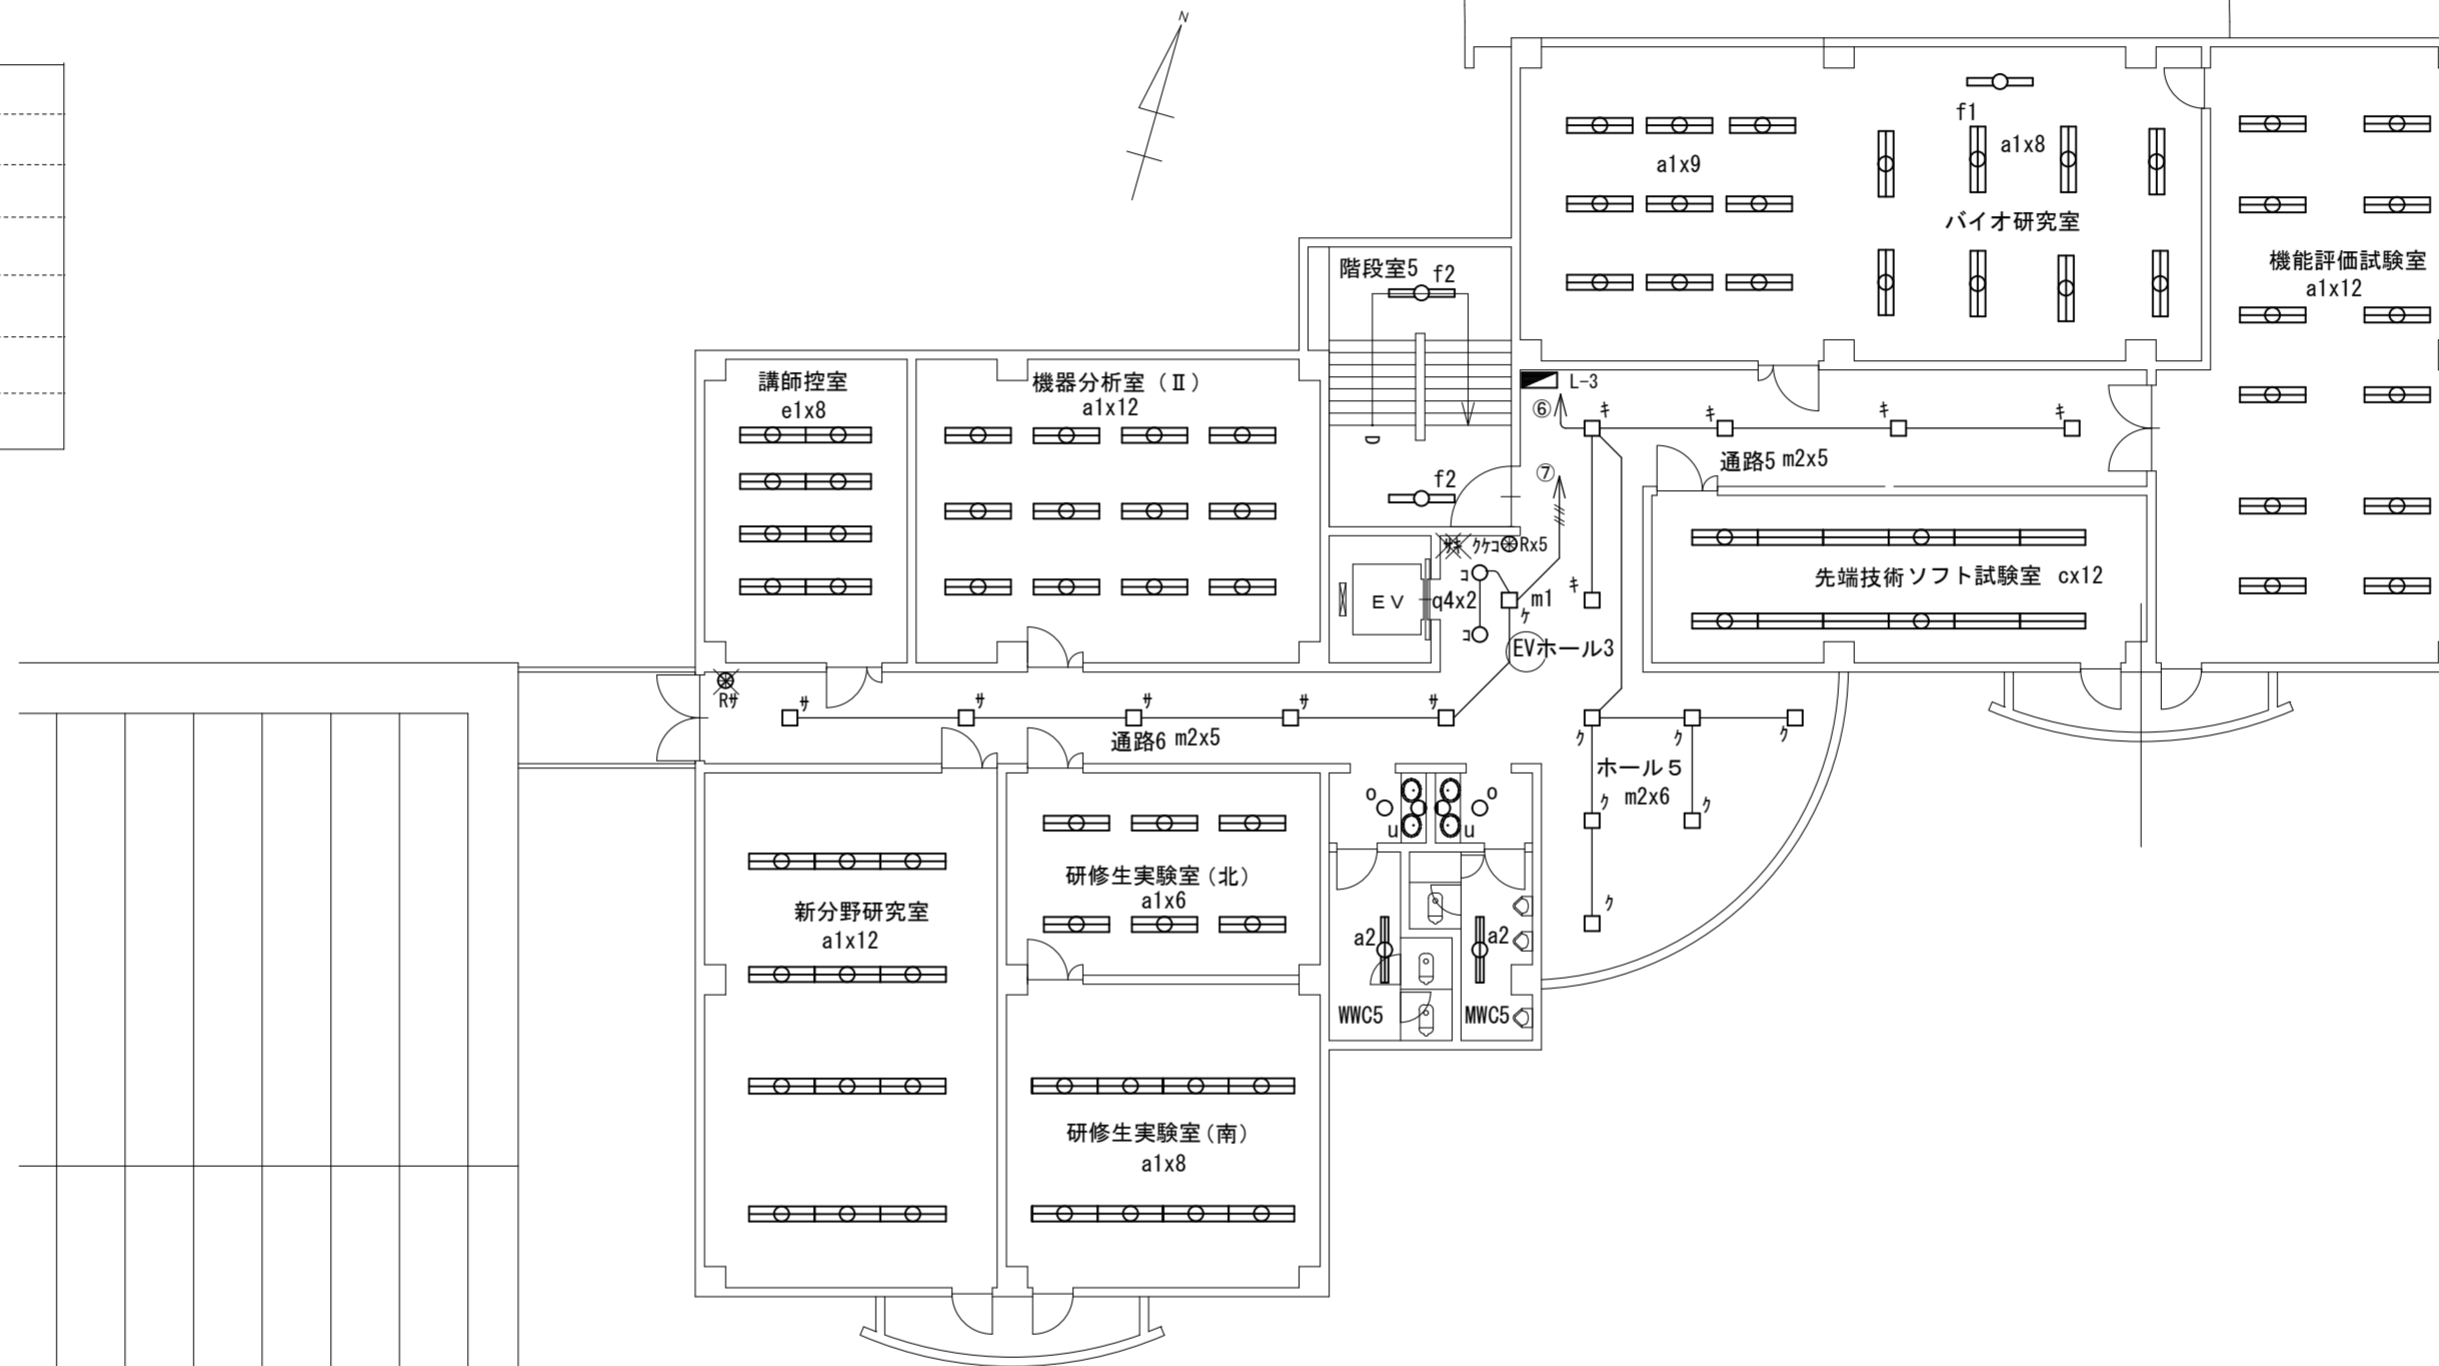 N
f1
a1x8
a1x9
バイオ研究室
機能評価試験室
a1x12
階段室5
f2
講師控室
e1x8
機器分析室（Ⅱ）
a1x12
L-3
⑥
キ
キ
キ
キ
通路5 m2x5
⑦
f2
D
クケコ
Rx5
コ
キ
EV
q4x2
m1
ケ
コ
EVホール3
先端技術ソフト試験室 cx12
Rサ
サ
サ
サ
サ
サ
通路6 m2x5
ク
ク
ク
ホール５
m2x6
ク
ク
ク
o
o
u
u
研修生実験室(北)
a1x6
新分野研究室
a1x12
a2
a2
WWC5
MWC5
研修生実験室(南)
a1x8